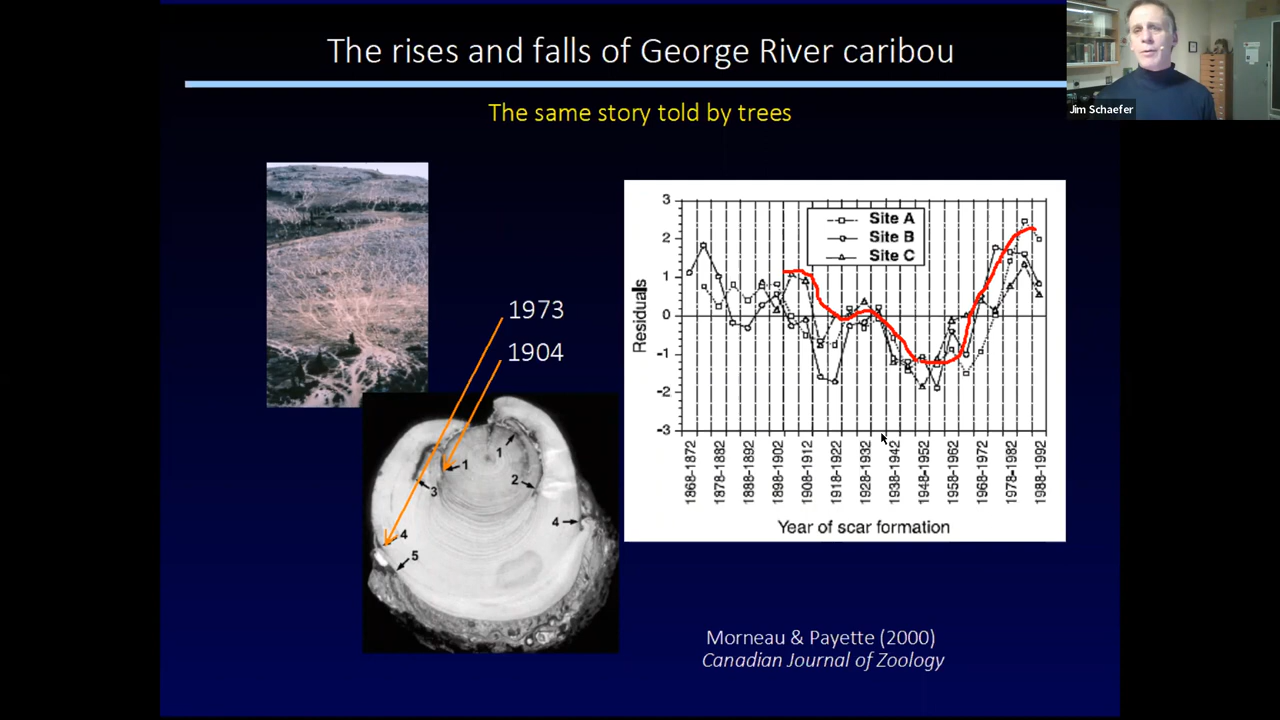 The rises and falls of George River caribou
Jim Schaefer
The same story told by trees
1973
1904
1
1
2
3
4
4
5
3
2
1
0
-1
-2
-3
Residuals
Site A
Site B
Site C
1868-1872
1878-1882
1888-1892
1898-1902
1908-1912
1918-1922
1928-1932
1938-1942
1948-1952
1958-1962
1968-1972
1978-1982
1988-1992
Year of scar formation
Morneau & Payette (2000)
Canadian Journal of Zoology